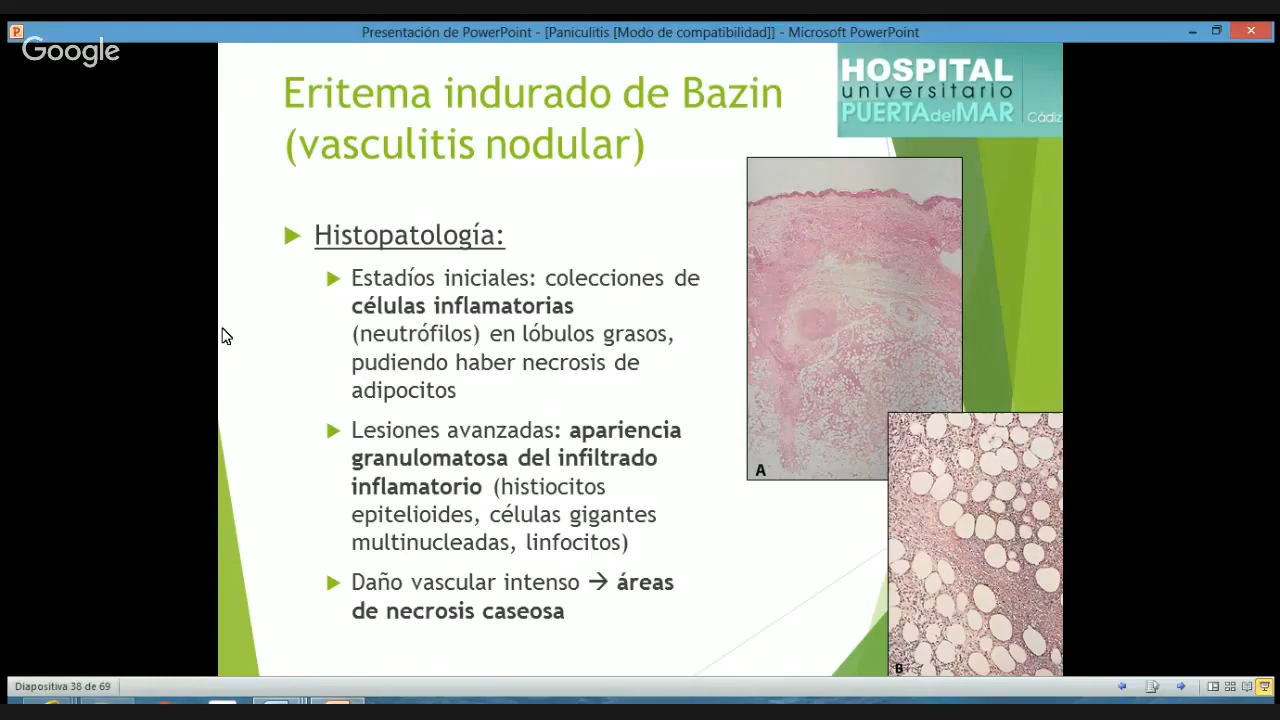 Presentación de PowerPoint - [Paniculitis [Modo de compatibilidad]] - Microsoft PowerPoint
Google
Eritema indurado de Bazin
(vasculitis nodular)
HOSPITAL
universitario
PUERTAdelMAR
Cádiz
Histopatología:
Estadíos iniciales: colecciones de
células inflamatorias
(neutrófilos) en lóbulos grasos,
pudiendo haber necrosis de
adipocitos
Lesiones avanzadas: apariencia
granulomatosa del infiltrado
inflamatorio (histiocitos
epitelioides, células gigantes
multinucleadas, linfocitos)
Daño vascular intenso → áreas
de necrosis caseosa
A
B
Diapositiva 38 de 69